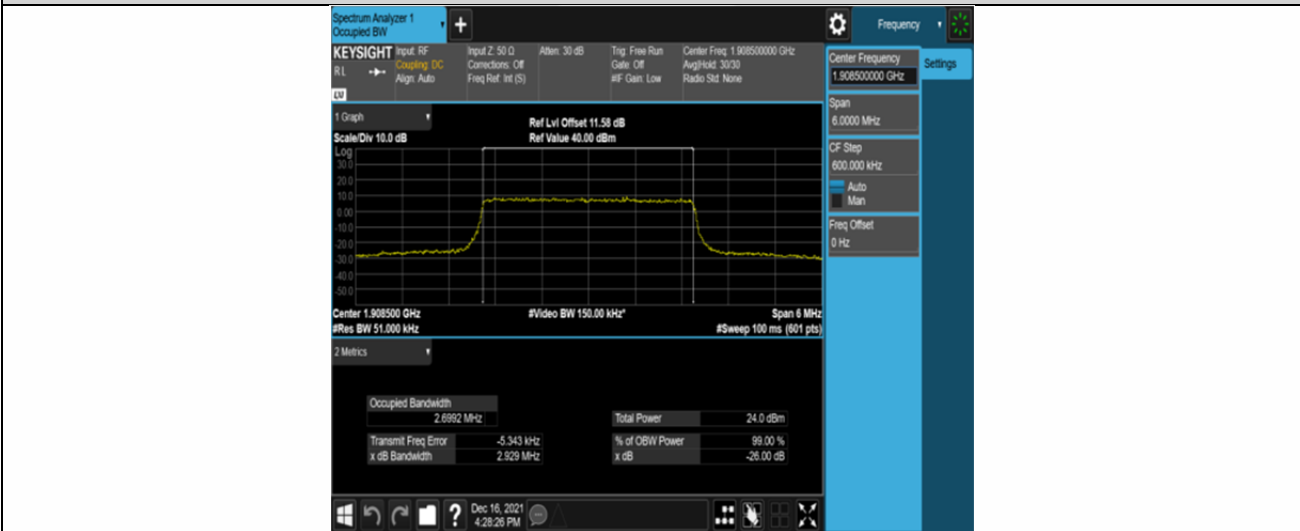 Spectrum Analyzer 1
Occupied BW
+
Frequency
KEYSIGHT
RL
Input: RF
Coupling: DC
Align: Auto
Input Z: 50 Ω
Corrections: Off
Freq Ref: Int (S)
Atten: 30 dB
Trig: Free Run
Gate: Off
#IF Gain: Low
Center Freq: 1.908500000 GHz
Avg|Hold: 30/30
Radio Std: None
Center Frequency
1.908500000 GHz
Settings
Span
6.0000 MHz
CF Step
600.000 kHz
Auto
Man
Freq Offset
0 Hz
1 Graph
Ref Lvl Offset 11.58 dB
Scale/Div 10.0 dB
Ref Value 40.00 dBm
Log
30.0
20.0
10.0
0.00
-10.0
-20.0
-30.0
-40.0
-50.0
Center 1.908500 GHz
#Video BW 150.00 kHz*
Span 6 MHz
#Res BW 51.000 kHz
#Sweep 100 ms (601 pts)
2 Metrics
Occupied Bandwidth
2.6992 MHz
Total Power 24.0 dBm
Transmit Freq Error -5.343 kHz
% of OBW Power 99.00 %
x dB Bandwidth 2.929 MHz
x dB -26.00 dB
?
Dec 16, 2021
4:28:26 PM